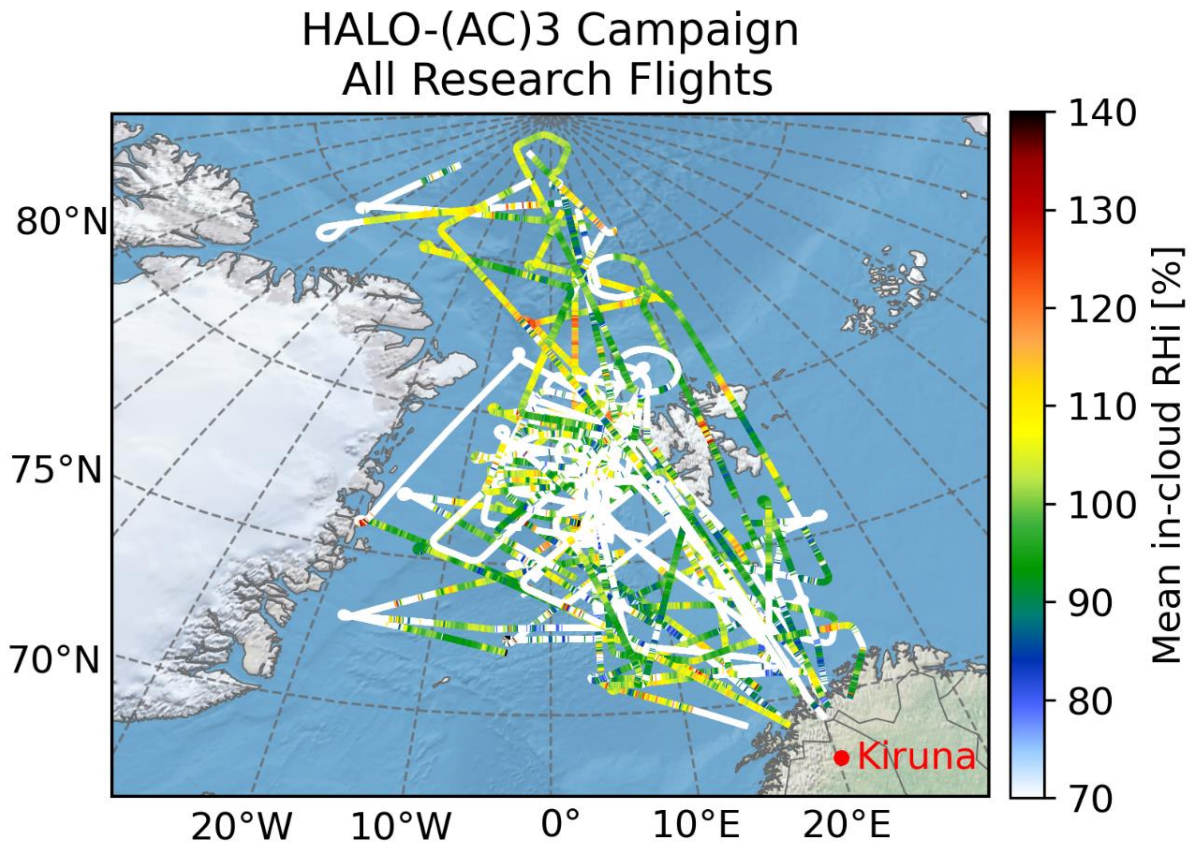 HALO-(AC)3 Campaign
All Research Flights
80°N
75°N
70°N
20°W
10°W
0°
10°E
20°E
Kiruna
140
130
120
110
100
90
80
70
Mean in-cloud RHi [%]